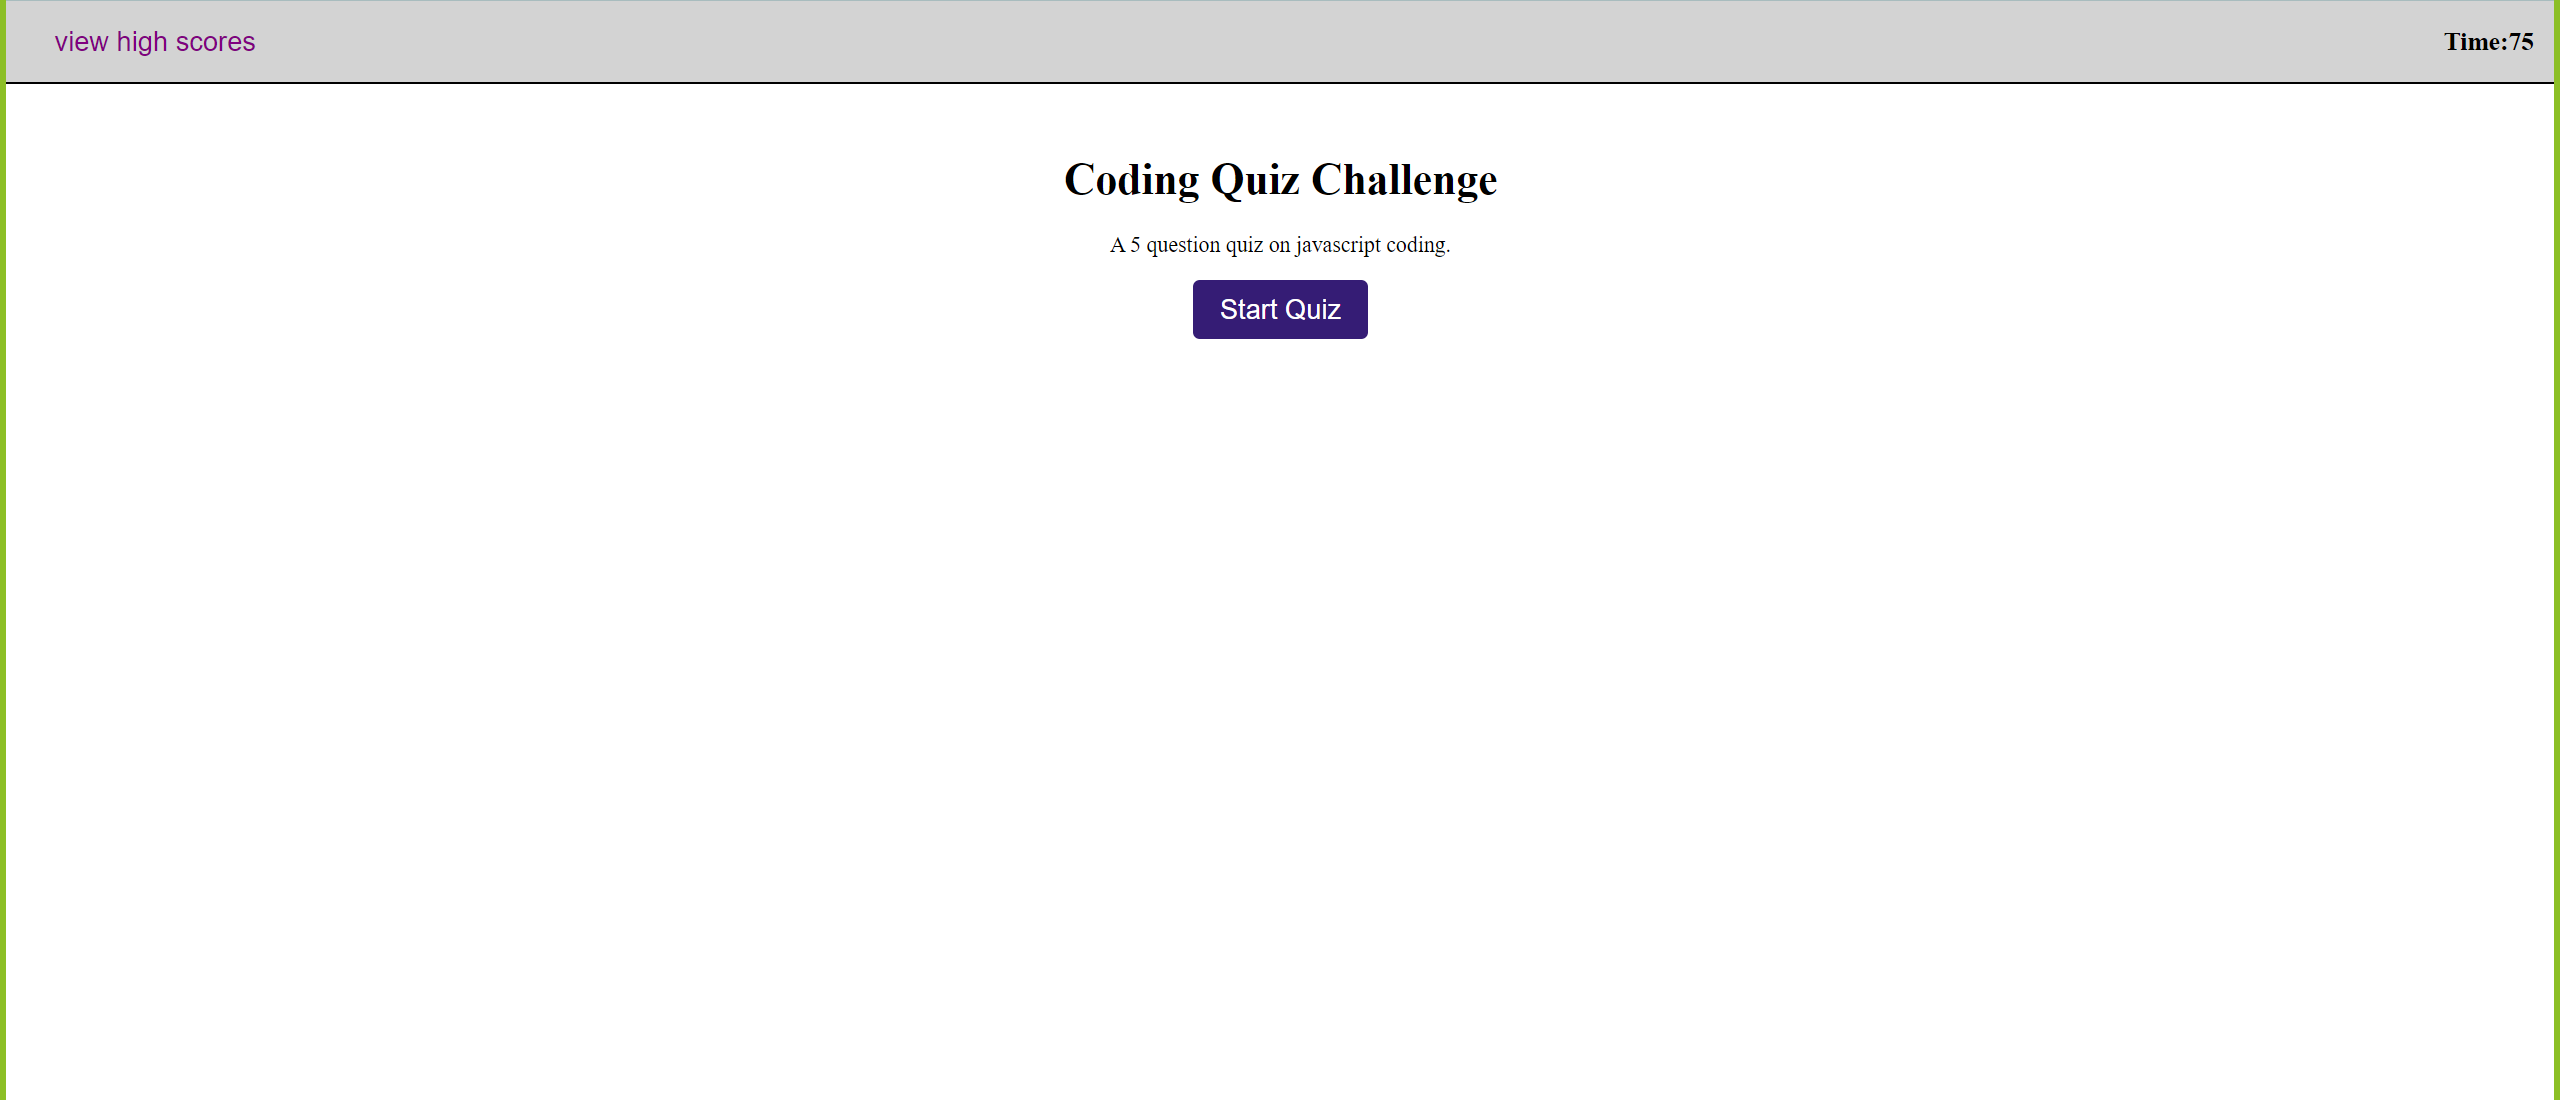 view high scores
Time:75
Coding Quiz Challenge
A 5 question quiz on javascript coding.
Start Quiz